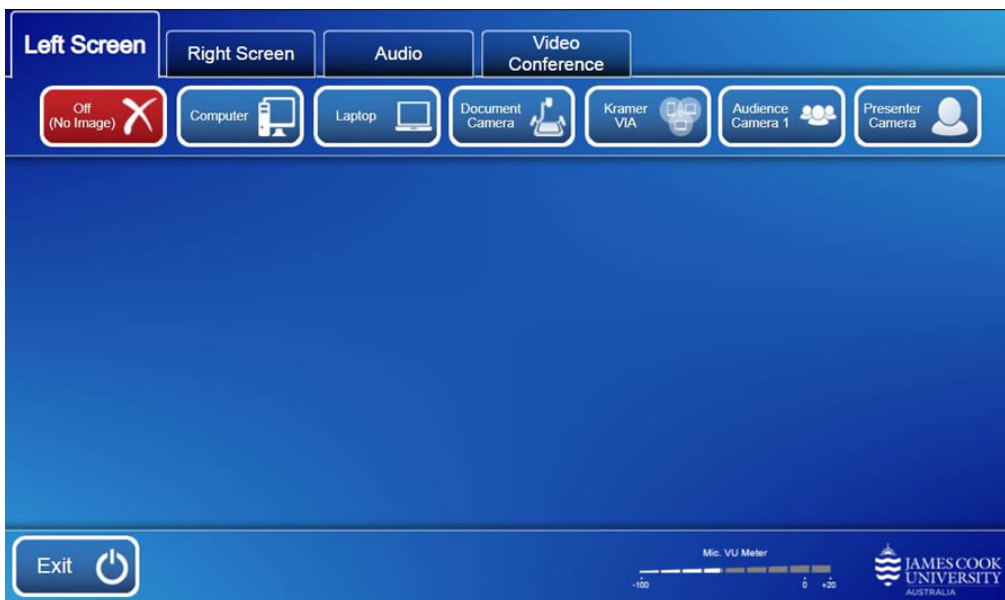 Left Screen
Right Screen
Audio
Video
Conference
Off
(No Image)
Computer
Laptop
Document
Camera
Kramer
VIA
Audience
Camera 1
Presenter
Camera
Exit
Mic. VU Meter
-100
0
+20
JAMES COOK
UNIVERSITY
AUSTRALIA